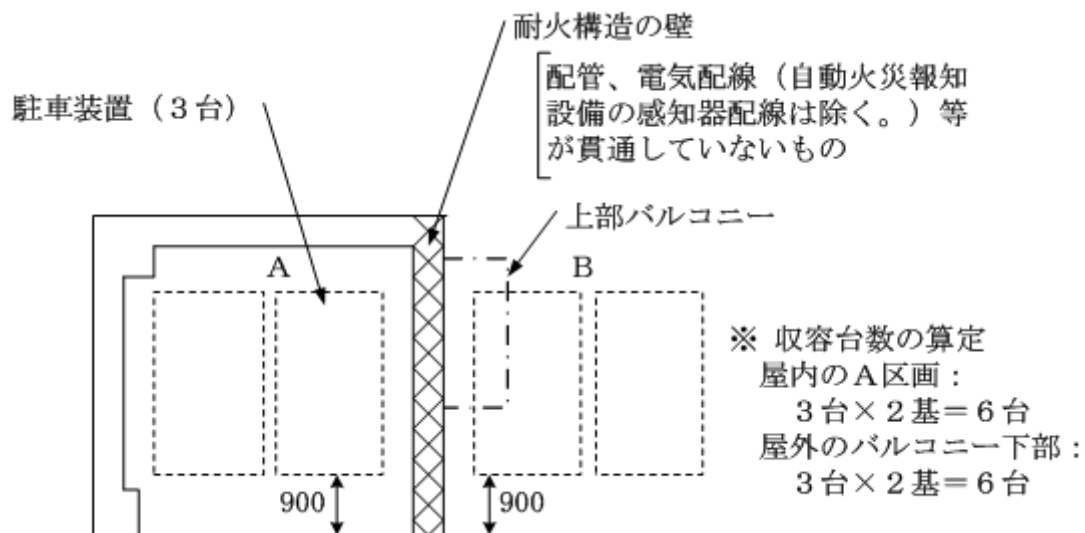 耐火構造の壁
配管、電気配線（自動火災報知
設備の感知器配線は除く。）等
が貫通していないもの
駐車装置（３台）
上部バルコニー
A
B
※ 収容台数の算定
屋内のＡ区画：
３台×２基＝６台
屋外のバルコニー下部：
３台×２基＝６台
900
900